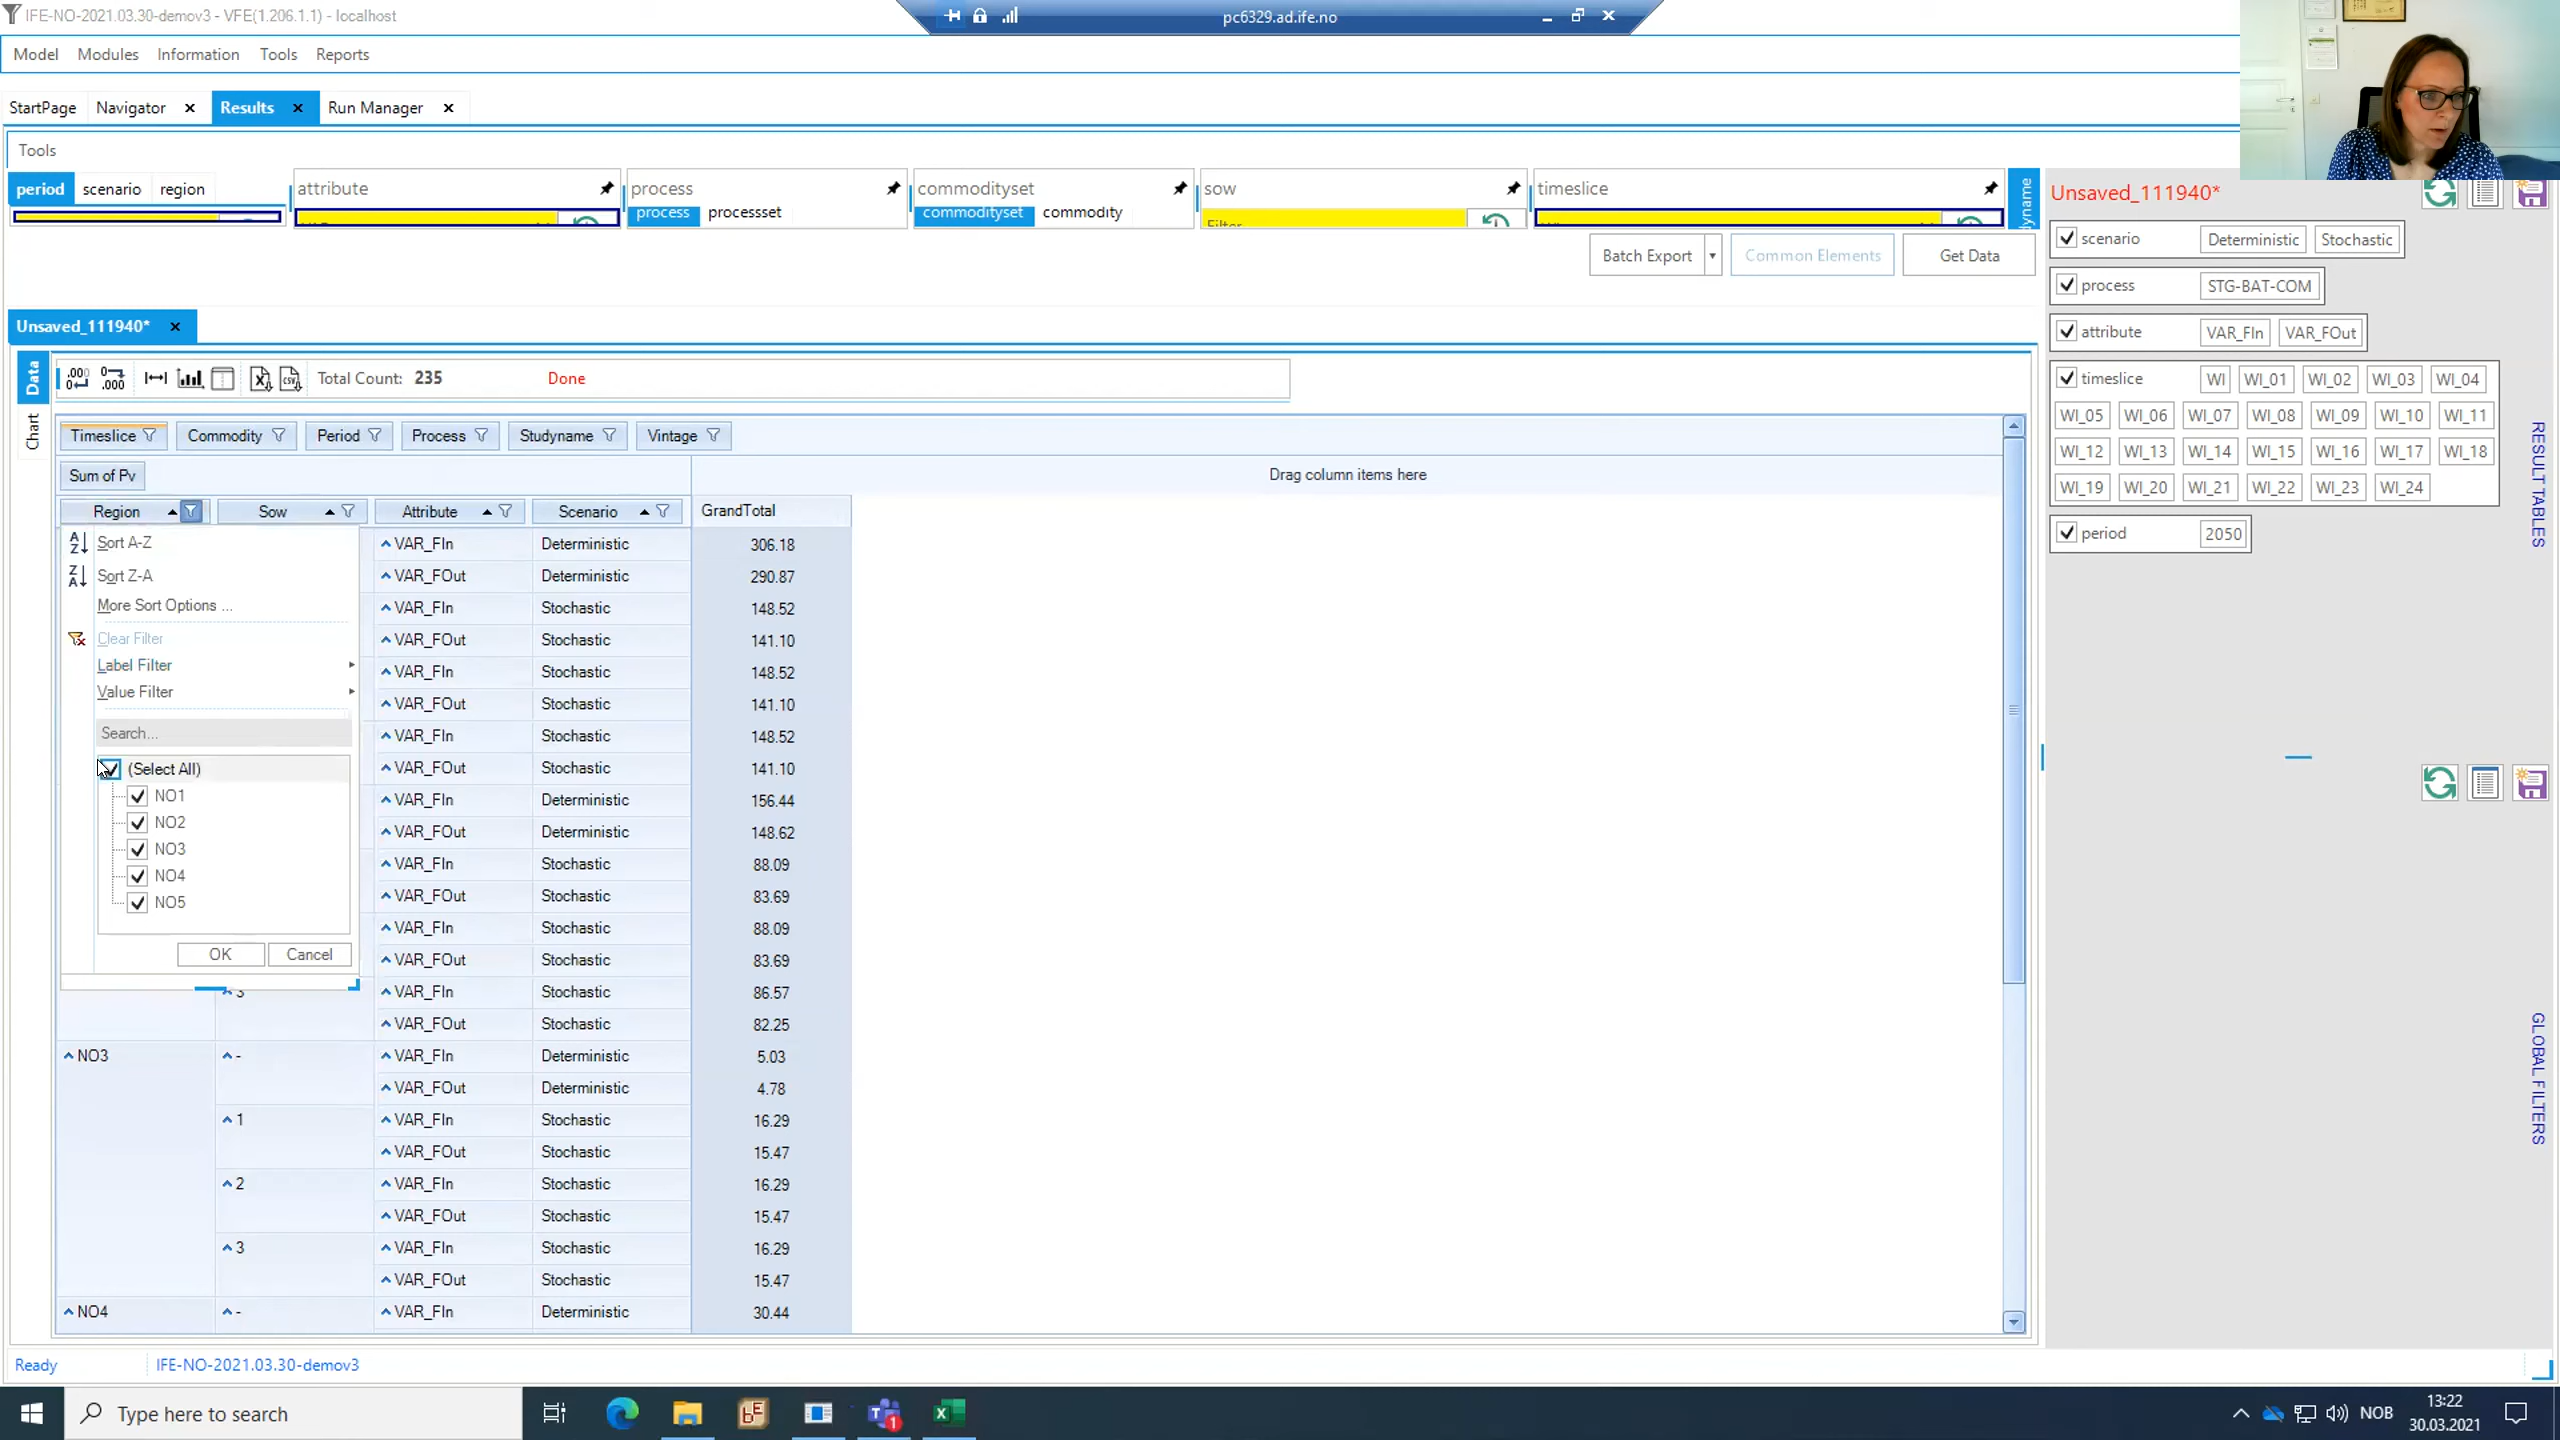 IFE-NO-2021.03.30-demov3 - VFE(1.206.1.1) - localhost
pc6329.ad.ife.no
Model Modules Information Tools Reports
StartPage Navigator Results Run Manager
Tools
period scenario region attribute process commodityset sow timeslice
process processset commodityset commodity
Filter
Batch Export Common Elements Get Data
Unsaved_111940*
Data
Chart
Total Count: 235 Done
Timeslice Commodity Period Process Studyname Vintage
Sum of Pv Drag column items here
Region Sow Attribute Scenario GrandTotal
Sort A-Z
Sort Z-A
More Sort Options ...
Clear Filter
Label Filter
Value Filter
Search...
(Select All)
NO1
NO2
NO3
NO4
NO5
OK Cancel
VAR_FIn Deterministic 306.18
VAR_FOut Deterministic 290.87
VAR_FIn Stochastic 148.52
VAR_FOut Stochastic 141.10
VAR_FIn Stochastic 148.52
VAR_FOut Stochastic 141.10
VAR_FIn Stochastic 148.52
VAR_FOut Stochastic 141.10
VAR_FIn Deterministic 156.44
VAR_FOut Deterministic 148.62
VAR_FIn Stochastic 88.09
VAR_FOut Stochastic 83.69
VAR_FIn Stochastic 88.09
VAR_FOut Stochastic 83.69
3 VAR_FIn Stochastic 86.57
VAR_FOut Stochastic 82.25
NO3 - VAR_FIn Deterministic 5.03
VAR_FOut Deterministic 4.78
1 VAR_FIn Stochastic 16.29
VAR_FOut Stochastic 15.47
2 VAR_FIn Stochastic 16.29
VAR_FOut Stochastic 15.47
3 VAR_FIn Stochastic 16.29
VAR_FOut Stochastic 15.47
NO4 - VAR_FIn Deterministic 30.44
Unsaved_111940*
scenario Deterministic Stochastic
process STG-BAT-COM
attribute VAR_FIn VAR_FOut
timeslice WI WI_01 WI_02 WI_03 WI_04
WI_05 WI_06 WI_07 WI_08 WI_09 WI_10 WI_11
WI_12 WI_13 WI_14 WI_15 WI_16 WI_17 WI_18
WI_19 WI_20 WI_21 WI_22 WI_23 WI_24
period 2050
RESULT TABLES
GLOBAL FILTERS
Ready IFE-NO-2021.03.30-demov3
Type here to search
1
NOB
13:22
30.03.2021